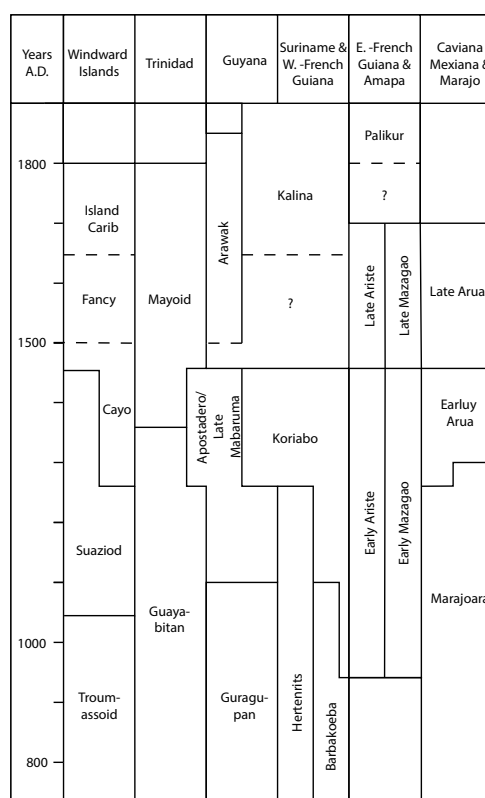 Years
A.D.
Windward
Islands
Trinidad
Guyana
Suriname &
W. -French
Guiana
E. -French
Guiana &
Amapa
Caviana
Mexiana &
Marajo
Palikur
1800
?
Island
Carib
Kalina
Arawak
Late Ariste
Late Mazagao
Late Arua
Fancy
Mayoid
?
1500
Cayo
Apostadero/
Late
Mabaruma
Koriabo
Earluy
Arua
Early Ariste
Early Mazagao
Suaziod
Marajoara
Guaya-
bitan
1000
Troum-
assoid
Guragu-
pan
Hertenrits
Barbakoeba
800